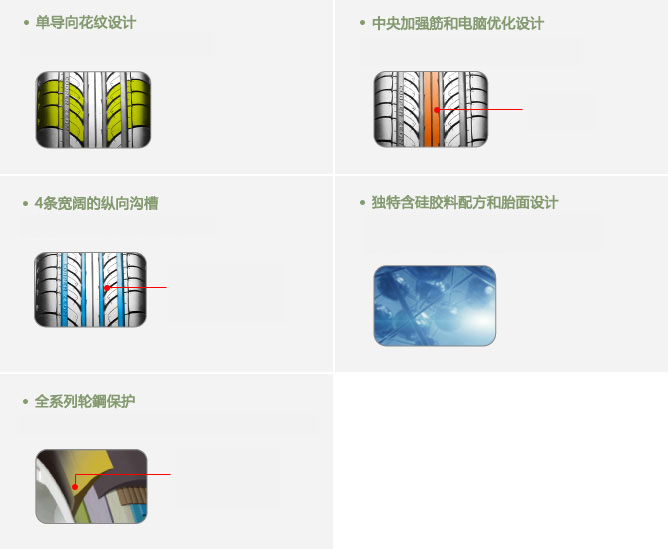 • 单导向花纹设计
• 中央加强筋和电脑优化设计
• 4条宽阔的纵向沟槽
• 独特含硅胶料配方和胎面设计
• 全系列轮鋼保护